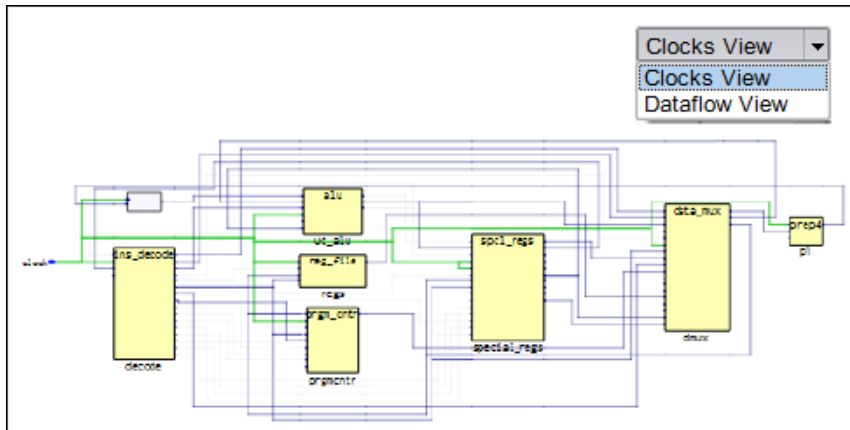 Clocks View
Clocks View
Dataflow View
alu
uc_alu
ins_decode
decode
reg_file
regs
prgm_cntr
prgmcntr
spcl_regs
special_regs
data_mux
dmux
prep4
p1
clock